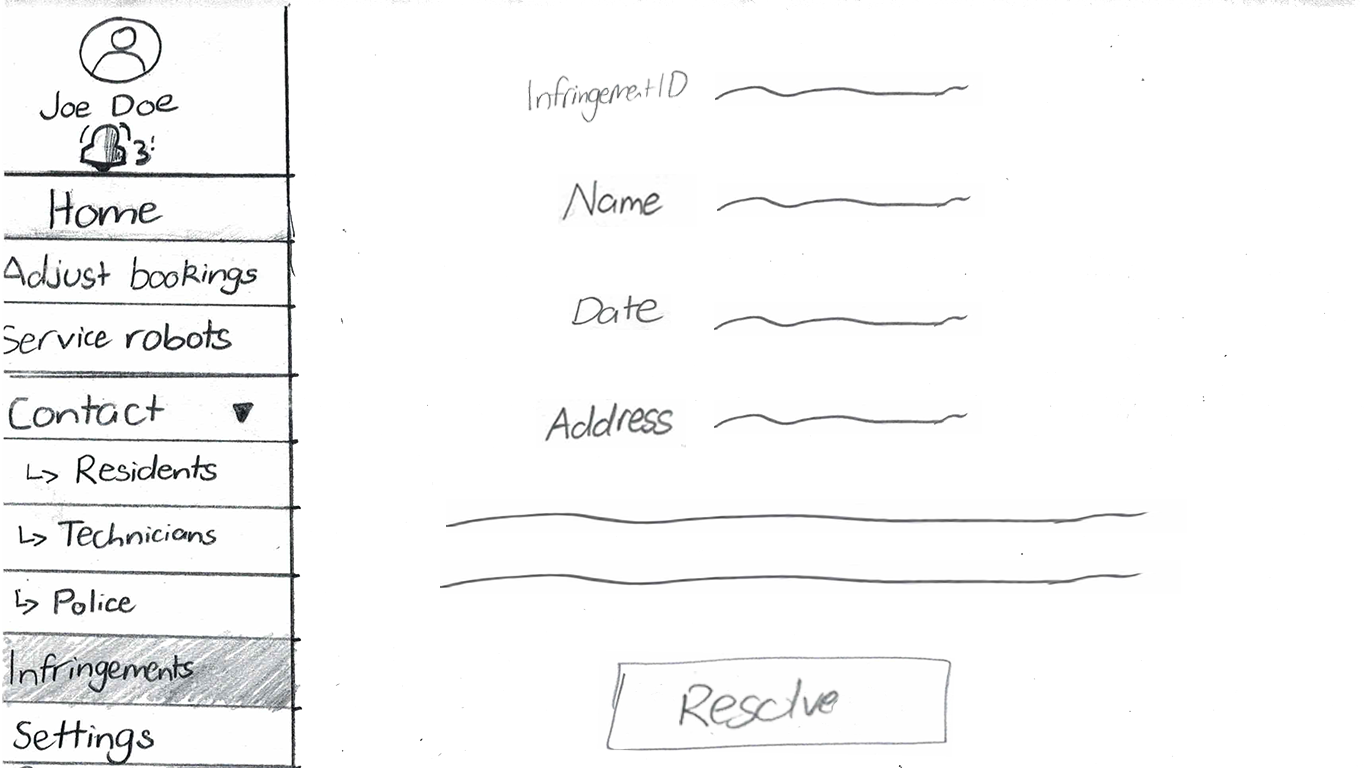 Joe Doe
3
Home
Adjust bookings
Service robots
Contact
Residents
Technicians
Police
Infringements
Settings
InfringementID
Name
Date
Address
Resolve